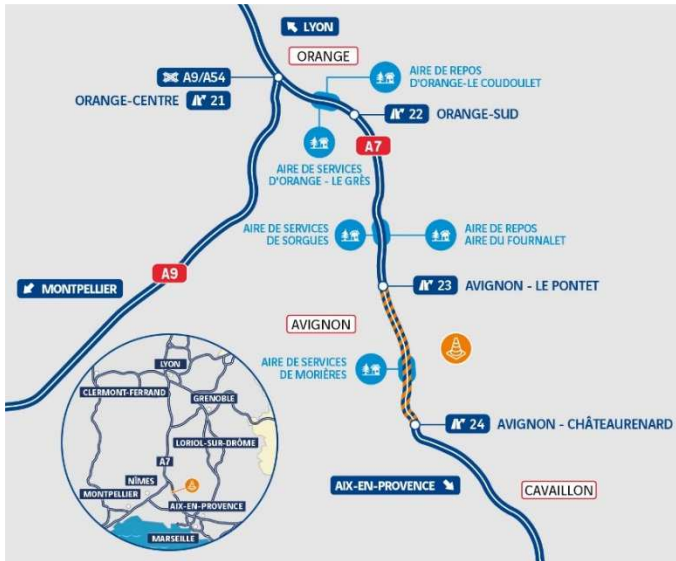 LYON
ORANGE
A9/A54
ORANGE-CENTRE 21
AIRE DE REPOS
D'ORANGE-LE COUDOULET
22 ORANGE-SUD
A7
AIRE DE SERVICES
D'ORANGE - LE GRÈS
AIRE DE SERVICES
DE SORGUES
AIRE DE REPOS
AIRE DU FOURNALET
A9
MONTPELLIER
23 AVIGNON - LE PONTET
AVIGNON
AIRE DE SERVICES
DE MORIÈRES
24 AVIGNON - CHÂTEAURENARD
AIX-EN-PROVENCE
CAVAILLON
LYON
CLERMONT-FERRAND
GRENOBLE
LORIOL-SUR-DRÔME
A7
NÎMES
MONTPELLIER
AIX-EN-PROVENCE
MARSEILLE